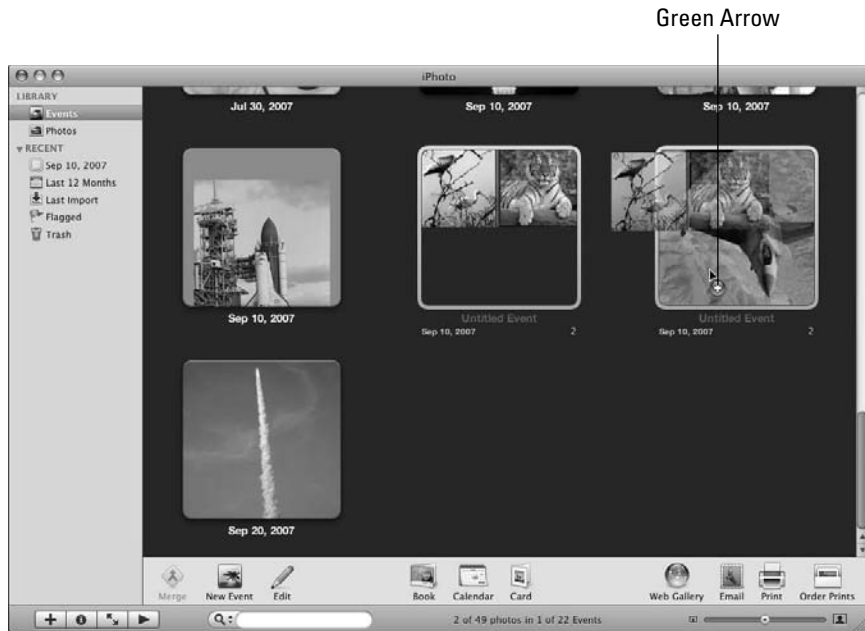 Green Arrow
iPhoto
LIBRARY
Events
Photos
RECENT
Sep 10, 2007
Last 12 Months
Last Import
Flagged
Trash
Jul 30, 2007
Sep 10, 2007
Sep 10, 2007
Sep 10, 2007
Untitled Event
Sep 10, 2007 2
Untitled Event
Sep 10, 2007 2
Sep 20, 2007
Merge
New Event
Edit
Book
Calendar
Card
Web Gallery
Email
Print
Order Prints
2 of 49 photos in 1 of 22 Events